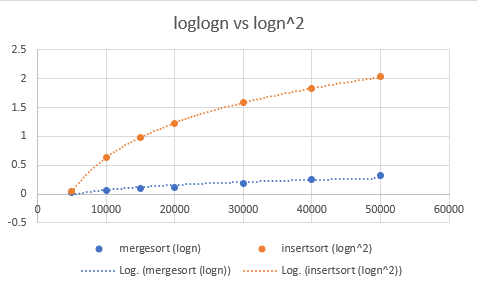 loglogn vs logn^2
2.5
2
1.5
1
0.5
0
-0.5
0 10000 20000 30000 40000 50000 60000
mergesort (logn) insertsort (logn^2)
Log. (mergesort (logn)) Log. (insertsort (logn^2))